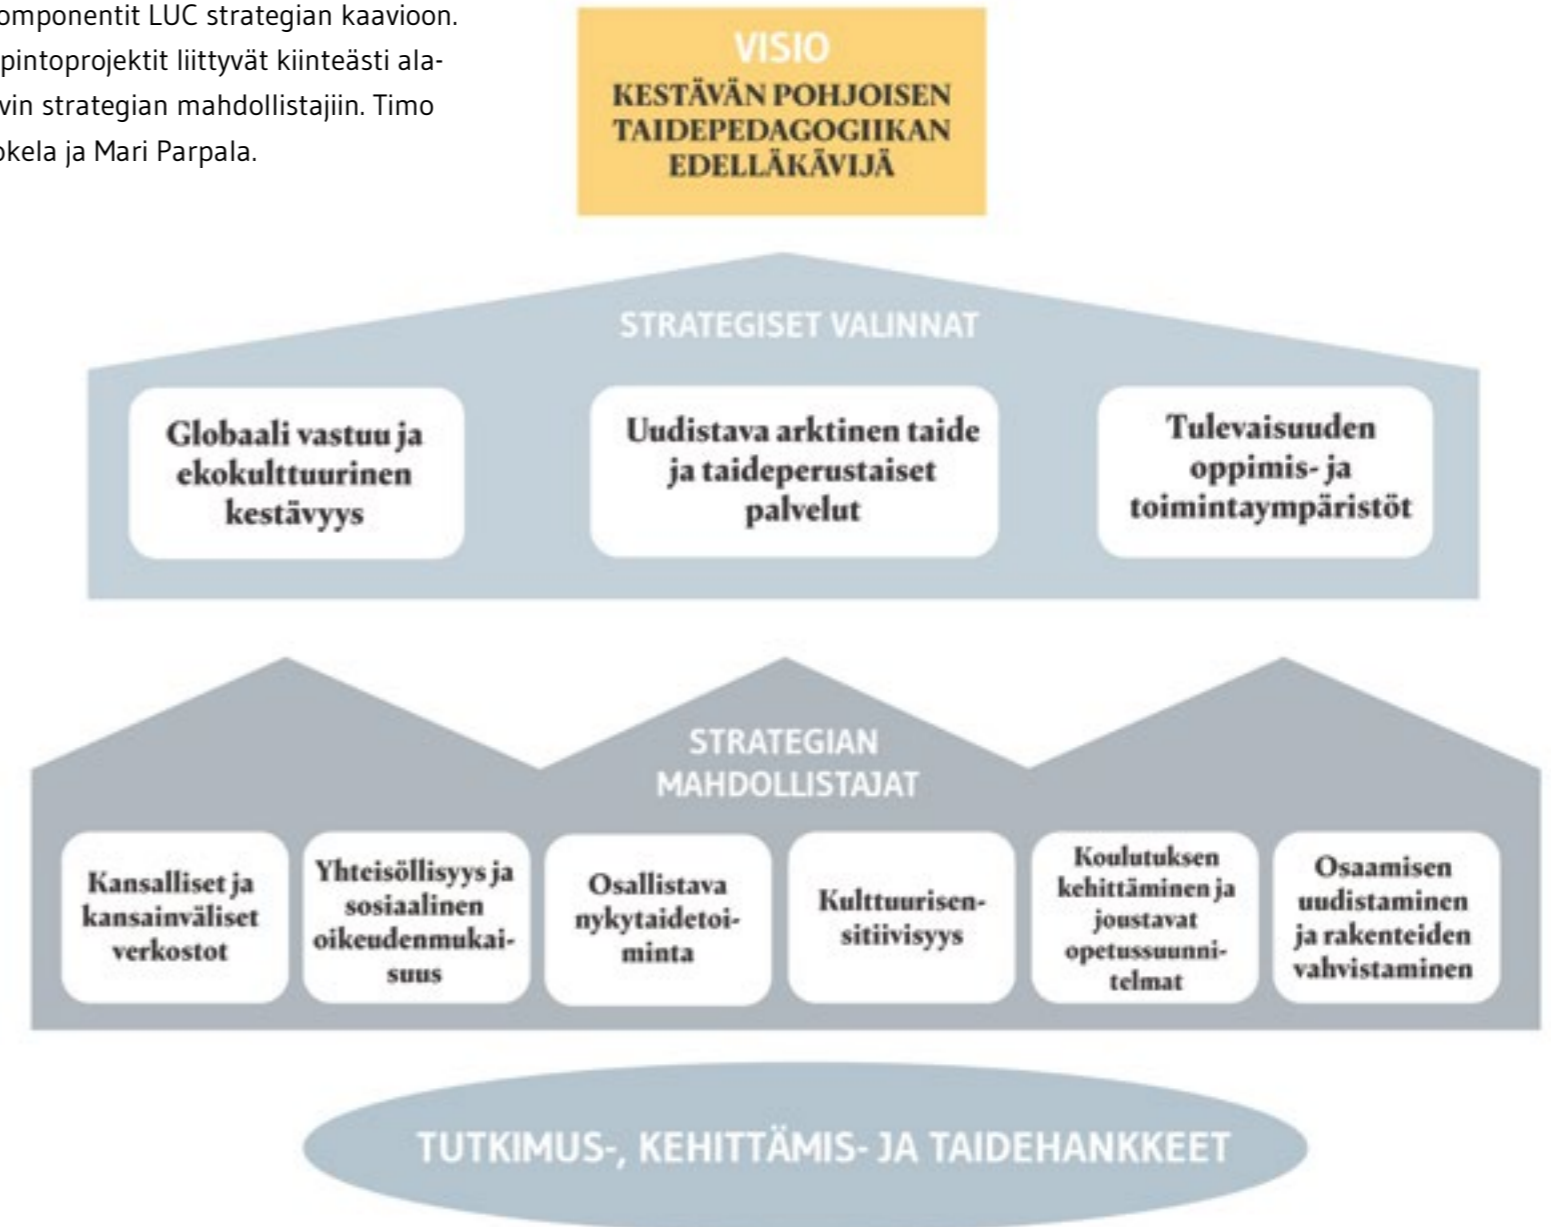 omponentit LUC strategian kaavioon.
pintoprojektit liittyvät kiinteästi ala-
vin strategian mahdollistajiin. Timo
okela ja Mari Parpala.
VISIO
KESTÄVÄN POHJOISEN
TAIDEPEDAGOGIIKAN
EDELLÄKÄVIJÄ
STRATEGISET VALINNAT
Globaali vastuu ja
ekokulttuurinen
kestävyys
Uudistava arktinen taide
ja taideperustaiset
palvelut
Tulevaisuuden
oppimis- ja
toimintaympäristöt
STRATEGIAN
MAHDOLLISTAJAT
Kansalliset ja
kansainväliset
verkostot
Yhteisöllisyys ja
sosiaalinen
oikeudenmukai-
suus
Osallistava
nykytaidetoi-
minta
Kulttuurisen-
sitiivisyys
Koulutuksen
kehittäminen ja
joustavat
opetussuunni-
telmat
Osaamisen
uudistaminen
ja rakenteiden
vahvistaminen
TUTKIMUS-, KEHITTÄMIS- JA TAIDEHANKKEET